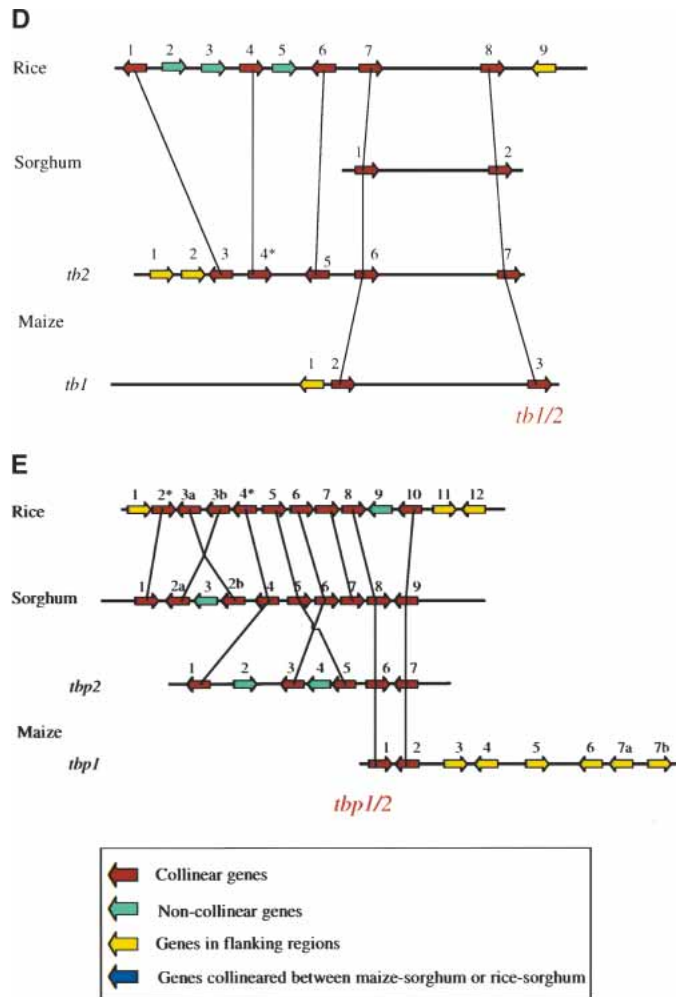 D
1 2 3 4 5 6 7 8 9
Rice
Sorghum
1 2
1 2 3 4* 5 6 7
tb2
Maize
1 2 3
tb1
tb1/2
E
1 2* 3a 3b 4* 5 6 7 8 9 10 11 12
Rice
1 2a 3 2b 4 5 6 7 8 9
Sorghum
1 2 3 4 5 6 7
tbp2
Maize
1 2 3 4 5 6 7a 7b
tbp1
tbp1/2
Collinear genes
Non-collinear genes
Genes in flanking regions
Genes collineared between maize-sorghum or rice-sorghum